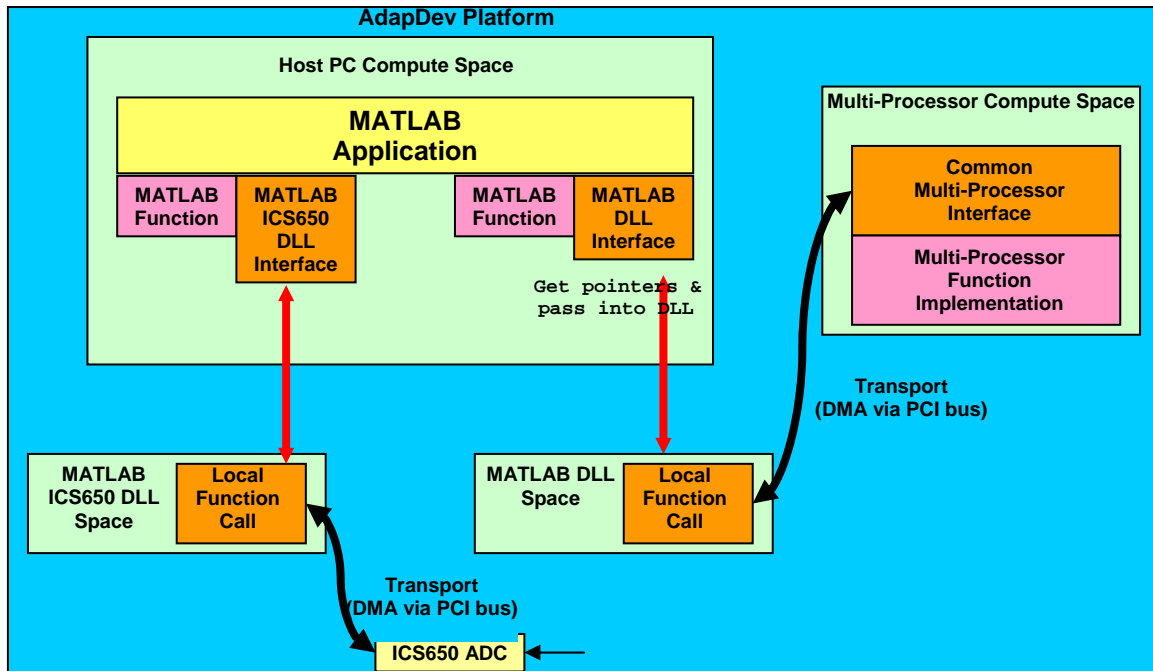 AdapDev Platform
Host PC Compute Space
MATLAB
Application
MATLAB
Function
MATLAB
ICS650
DLL
Interface
MATLAB
Function
MATLAB
DLL
Interface
Get pointers &
pass into DLL
Multi-Processor Compute Space
Common
Multi-Processor
Interface
Multi-Processor
Function
Implementation
Transport
(DMA via PCI bus)
MATLAB
ICS650 DLL
Space
Local
Function
Call
MATLAB DLL
Space
Local
Function
Call
Transport
(DMA via PCI bus)
ICS650 ADC